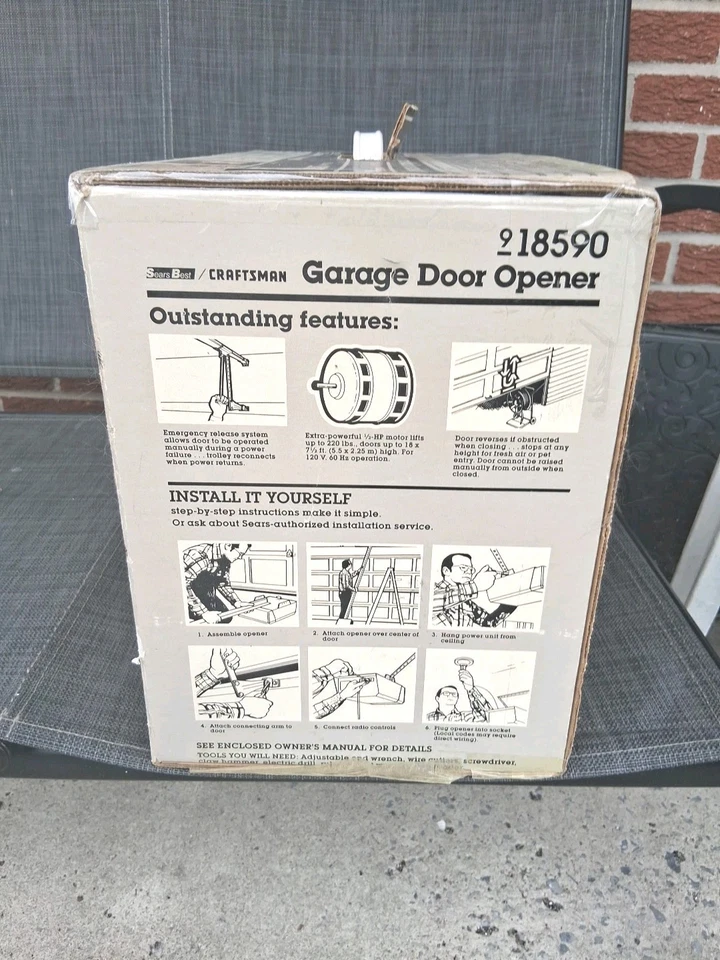 918590
Sears Best / CRAFTSMAN Garage Door Opener
Outstanding features:
Emergency release system
allows door to be operated
manually during a power
failure . . . trolley reconnects
when power returns.
Extra-powerful ½-HP motor lifts
up to 220 lbs., doors up to 18 x
7½ ft. (5.5 x 2.25 m) high. For
120 V. 60 Hz operation.
Door reverses if obstructed
when closing . . . stops at any
height for fresh air or pet
entry. Door cannot be raised
manually from outside when
closed.
INSTALL IT YOURSELF
step-by-step instructions make it simple.
Or ask about Sears-authorized installation service.
1. Assemble opener
2. Attach opener over center of
door
3. Hang power unit from
ceiling
4. Attach connecting arm to
door
5. Connect radio controls
6. Plug opener into socket
(Local codes may require
direct wiring)
SEE ENCLOSED OWNER'S MANUAL FOR DETAILS
TOOLS YOU WILL NEED: Adjustable end wrench, wire cutters, screwdriver,
claw hammer, electric drill,